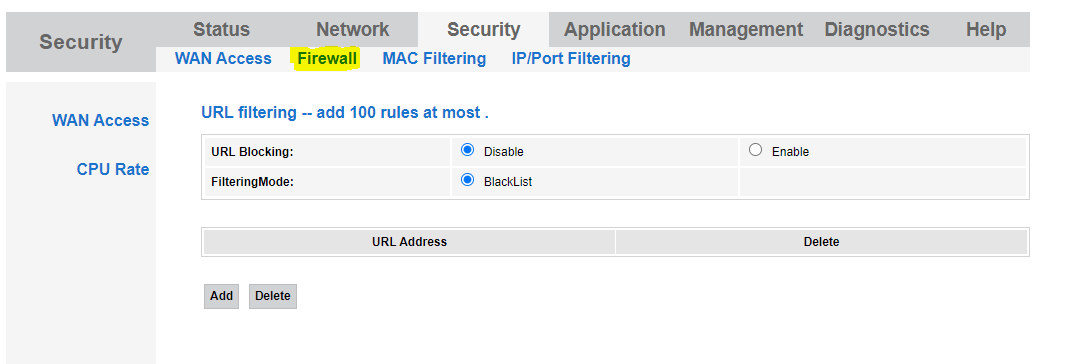 Security
Status Network Security Application Management Diagnostics Help
WAN Access Firewall MAC Filtering IP/Port Filtering
WAN Access
CPU Rate
URL filtering -- add 100 rules at most .
URL Blocking: Disable Enable
FilteringMode: BlackList
URL Address Delete
Add Delete